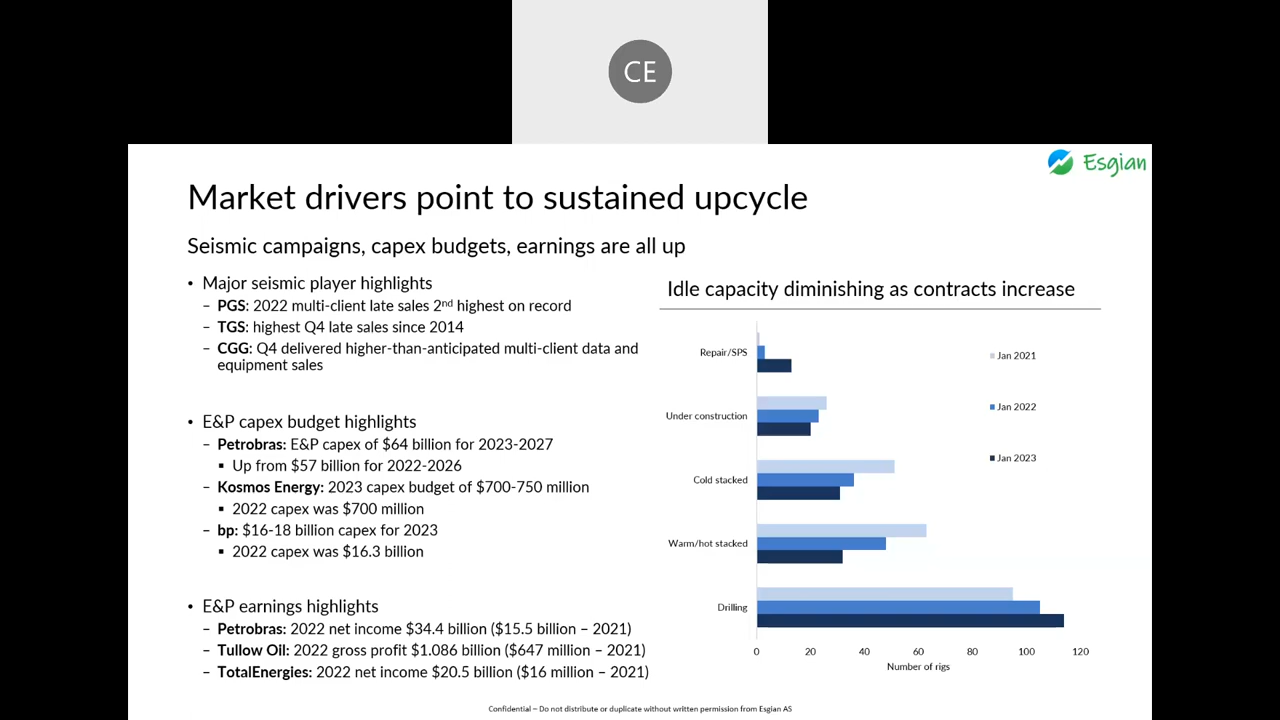 CE
Esgian
Market drivers point to sustained upcycle
Seismic campaigns, capex budgets, earnings are all up
• Major seismic player highlights
– PGS: 2022 multi-client late sales 2nd highest on record
– TGS: highest Q4 late sales since 2014
– CGG: Q4 delivered higher-than-anticipated multi-client data and
equipment sales
• E&P capex budget highlights
– Petrobras: E&P capex of $64 billion for 2023-2027
▪ Up from $57 billion for 2022-2026
– Kosmos Energy: 2023 capex budget of $700-750 million
▪ 2022 capex was $700 million
– bp: $16-18 billion capex for 2023
▪ 2022 capex was $16.3 billion
• E&P earnings highlights
– Petrobras: 2022 net income $34.4 billion ($15.5 billion – 2021)
– Tullow Oil: 2022 gross profit $1.086 billion ($647 million – 2021)
– TotalEnergies: 2022 net income $20.5 billion ($16 million – 2021)
Idle capacity diminishing as contracts increase
Repair/SPS
Under construction
Cold stacked
Warm/hot stacked
Drilling
Jan 2021
Jan 2022
Jan 2023
0 20 40 60 80 100 120
Number of rigs
Confidential – Do not distribute or duplicate without written permission from Esgian AS